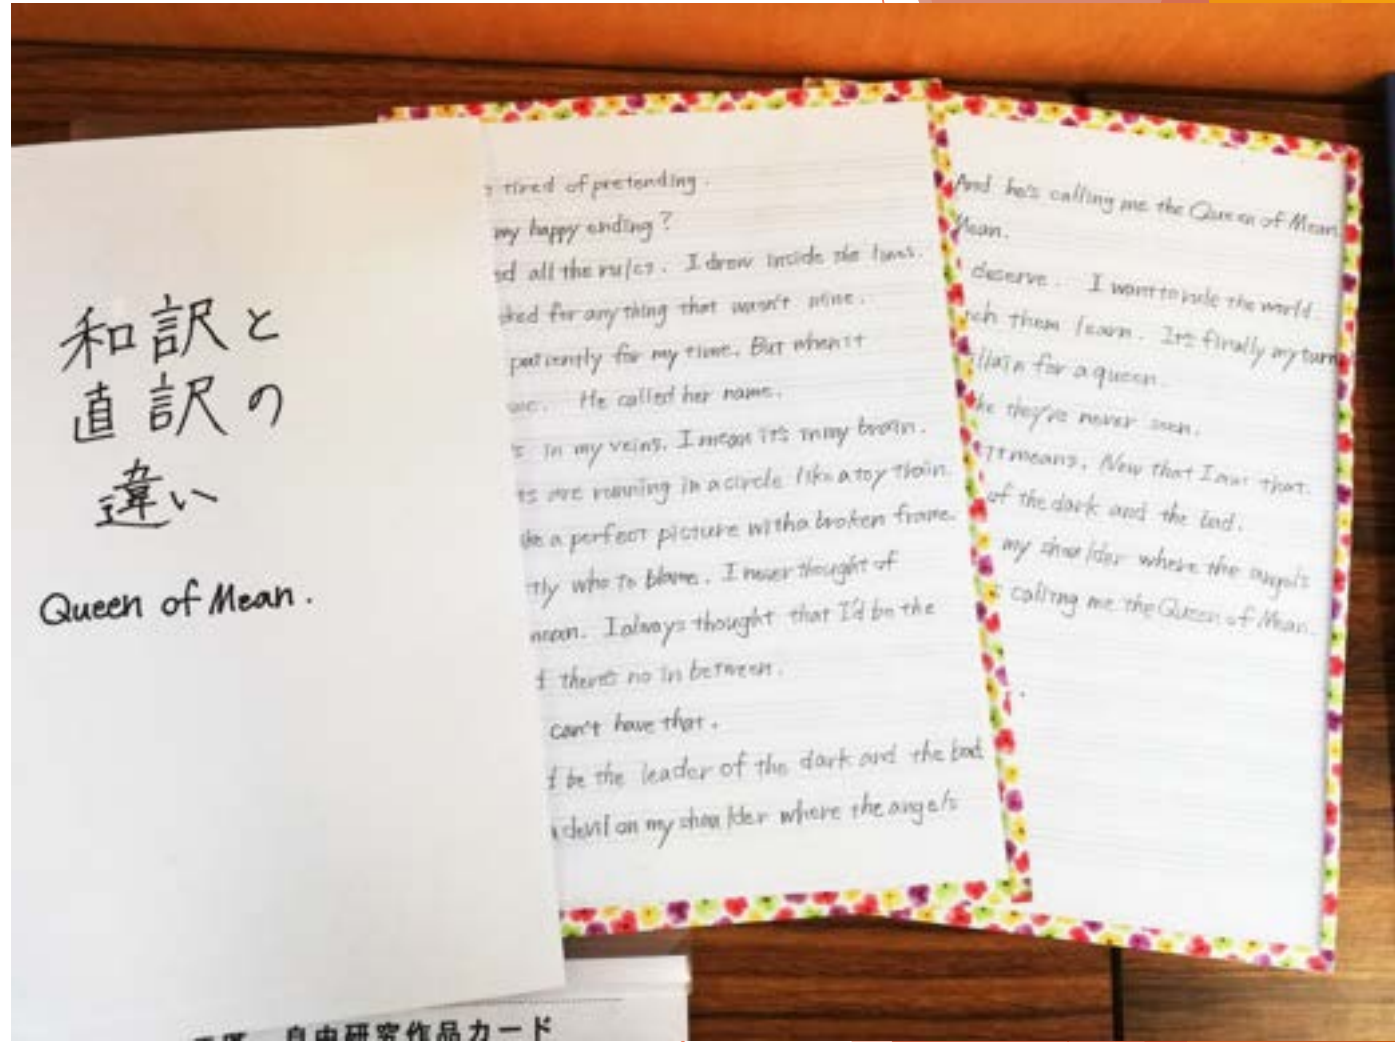 和訳と
直訳の
違い
Queen of Mean.
tired of pretending.
my happy ending?
all the rules. I drew inside the lines.
for anything that wasn't mine.
patiently for my time. But when it
He called her name.
in my veins. I mean it's in my brain.
are running in a circle like a toy train.
a perfect picture with a broken frame.
who to blame. I never thought of
mean. I always thought that I'd be the
there's no in between.
can't have that.
be the leader of the dark and the bad
devil on my shoulder where the angels
And he's calling me the Queen of Mean.
Mean.
deserve. I want to rule the world.
them learn. It's finally my turn
for a queen.
they've never seen.
means. Now that I am that.
of the dark and the bad.
my shoulder where the angels
calling me the Queen of Mean.
自由研究作品カード